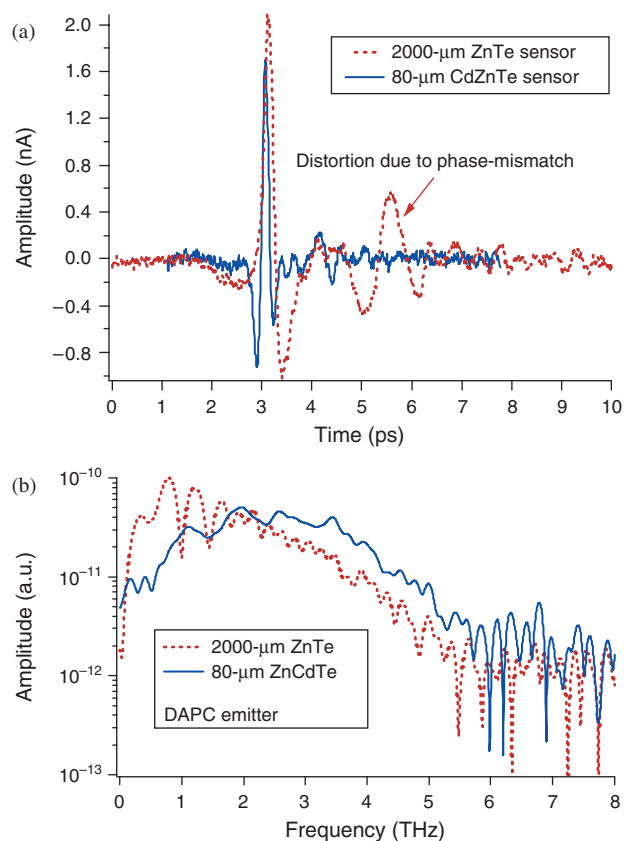 (a)
2.0
1.6
1.2
0.8
0.4
0.0
−0.4
−0.8
Amplitude (nA)
2000-μm ZnTe sensor
80-μm CdZnTe sensor
Distortion due to phase-mismatch
0 1 2 3 4 5 6 7 8 9 10
Time (ps)
(b)
10⁻¹⁰
10⁻¹¹
10⁻¹²
10⁻¹³
Amplitude (a.u.)
2000-μm ZnTe
80-μm ZnCdTe
DAPC emitter
0 1 2 3 4 5 6 7 8
Frequency (THz)